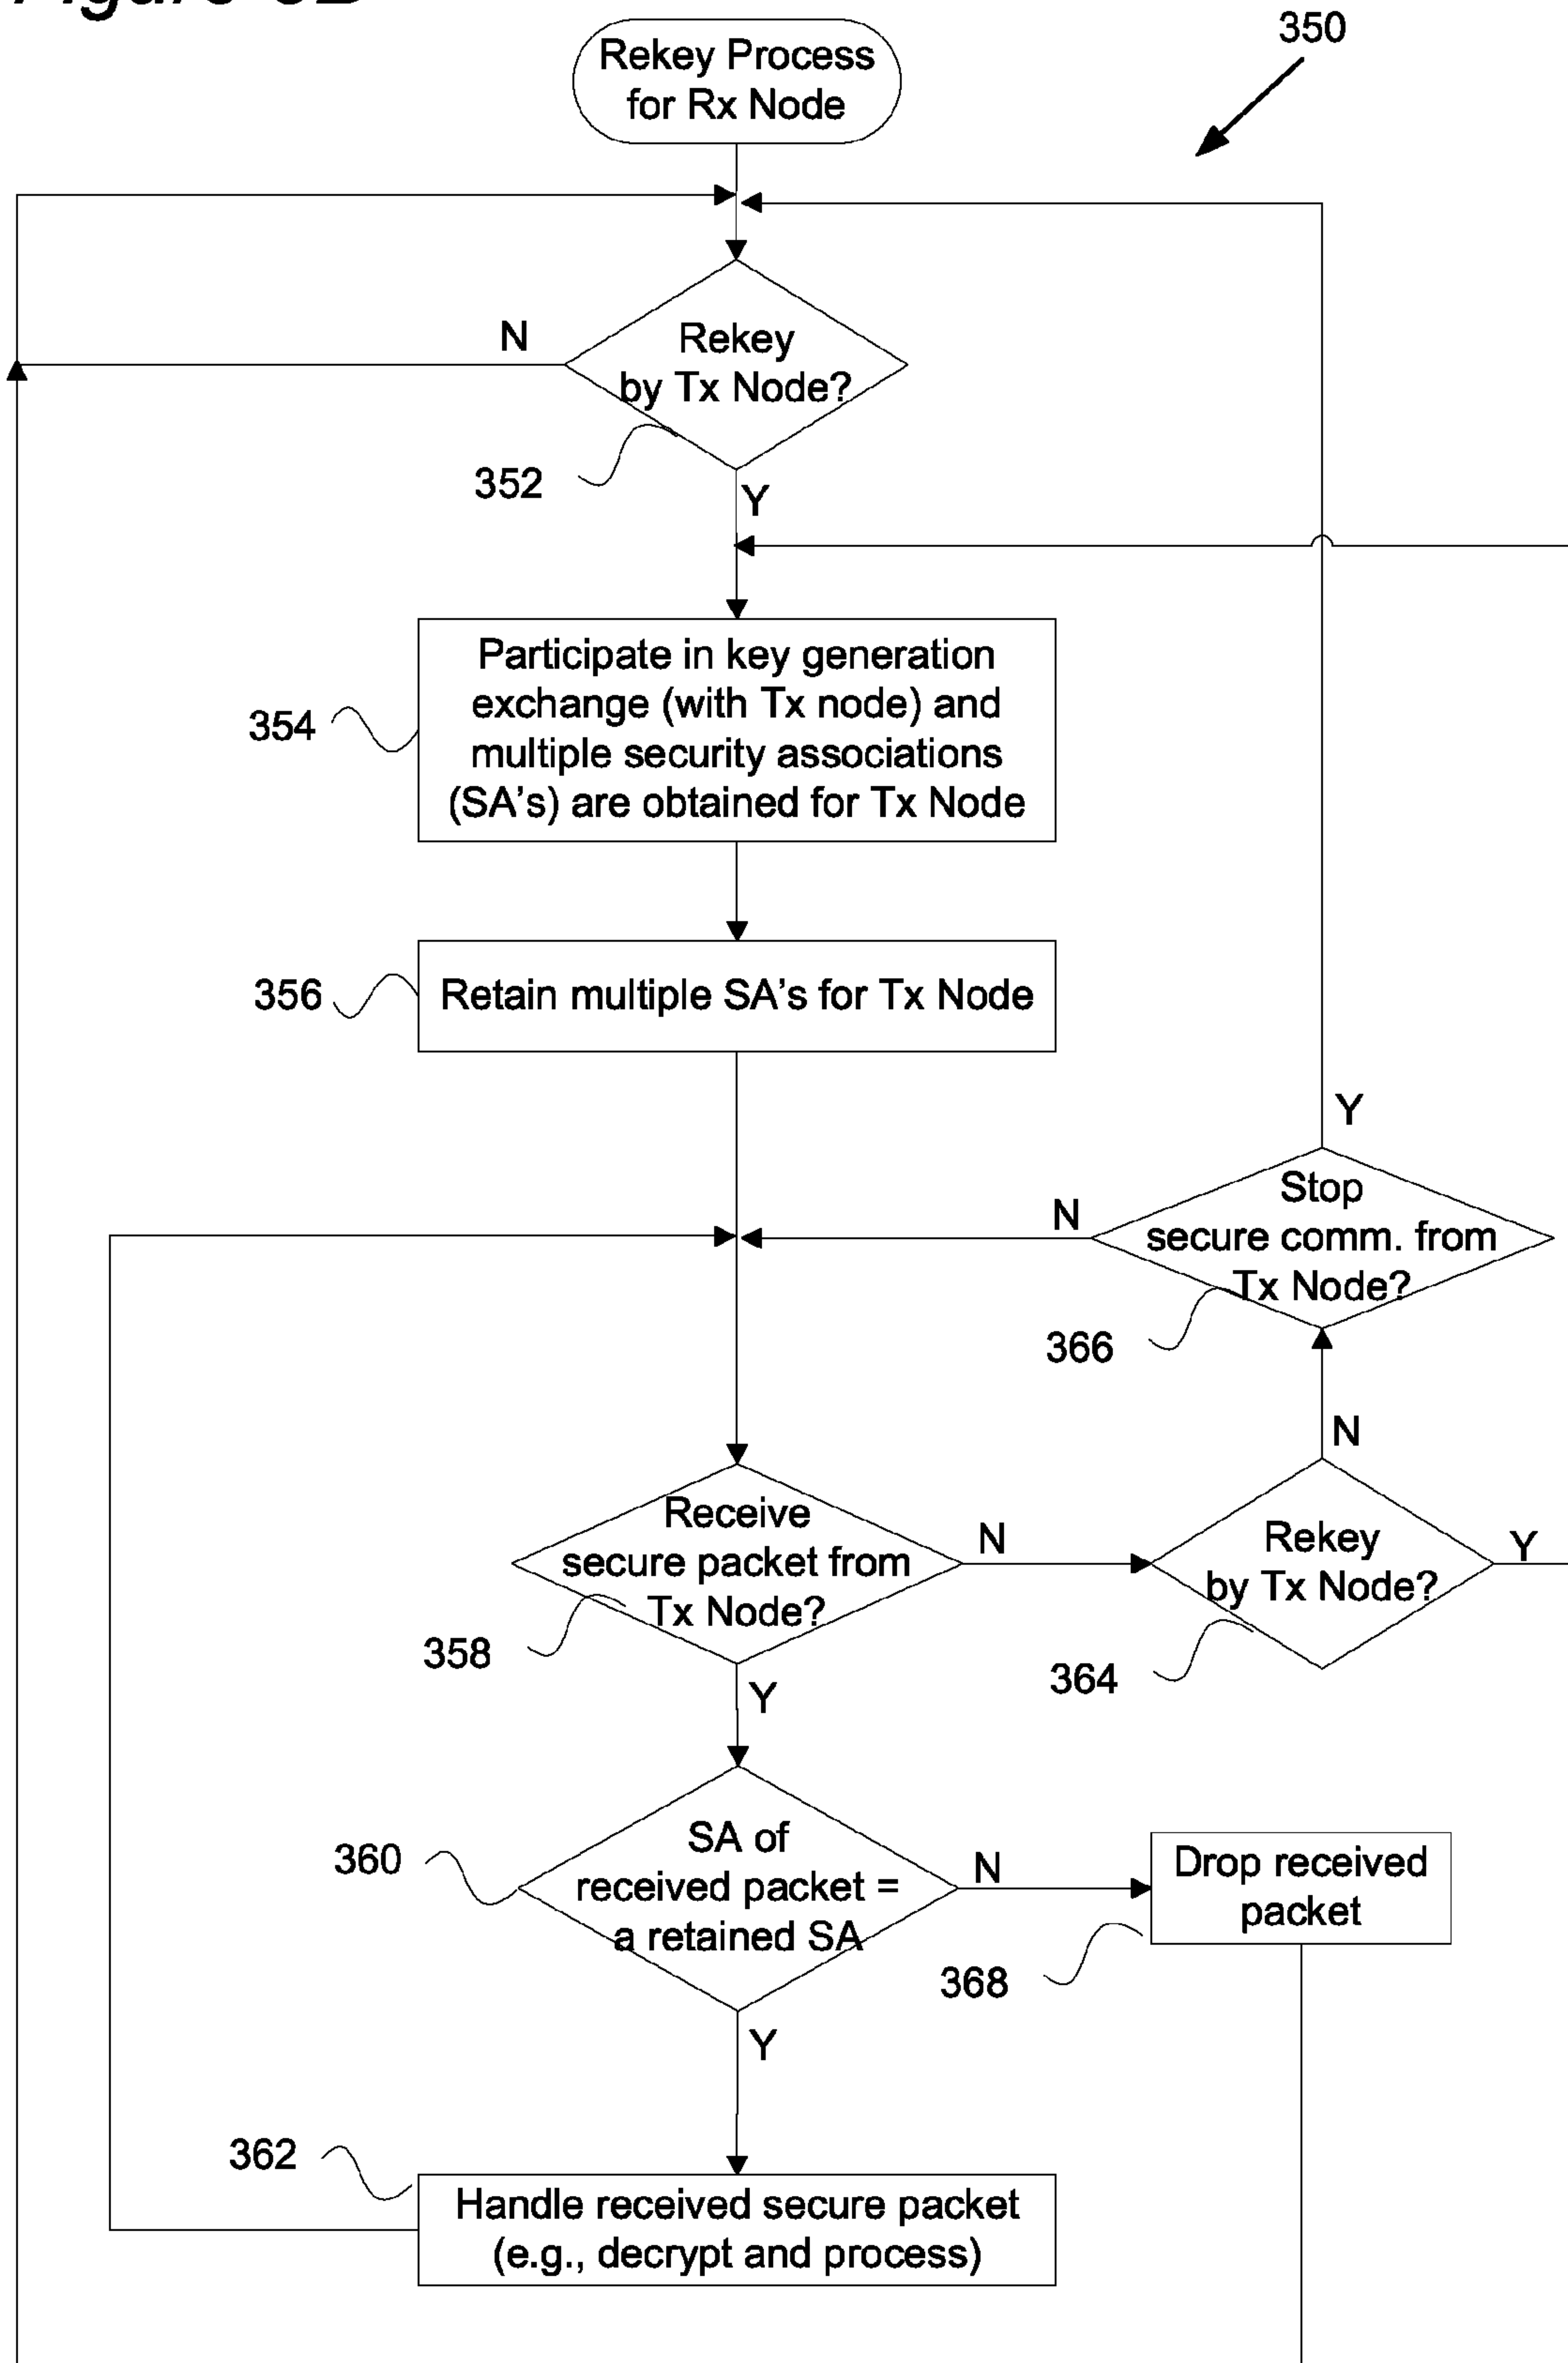 350
Rekey Process
for Rx Node
N
Rekey
by Tx Node?
352
Y
Participate in key generation
exchange (with Tx node) and
multiple security associations
(SA's) are obtained for Tx Node
354
356
Retain multiple SA's for Tx Node
Y
Stop
secure comm. from
Tx Node?
N
366
N
Receive
secure packet from
Tx Node?
N
Rekey
by Tx Node?
Y
358
364
Y
SA of
received packet =
a retained SA
360
N
Drop received
packet
368
Y
362
Handle received secure packet
(e.g., decrypt and process)